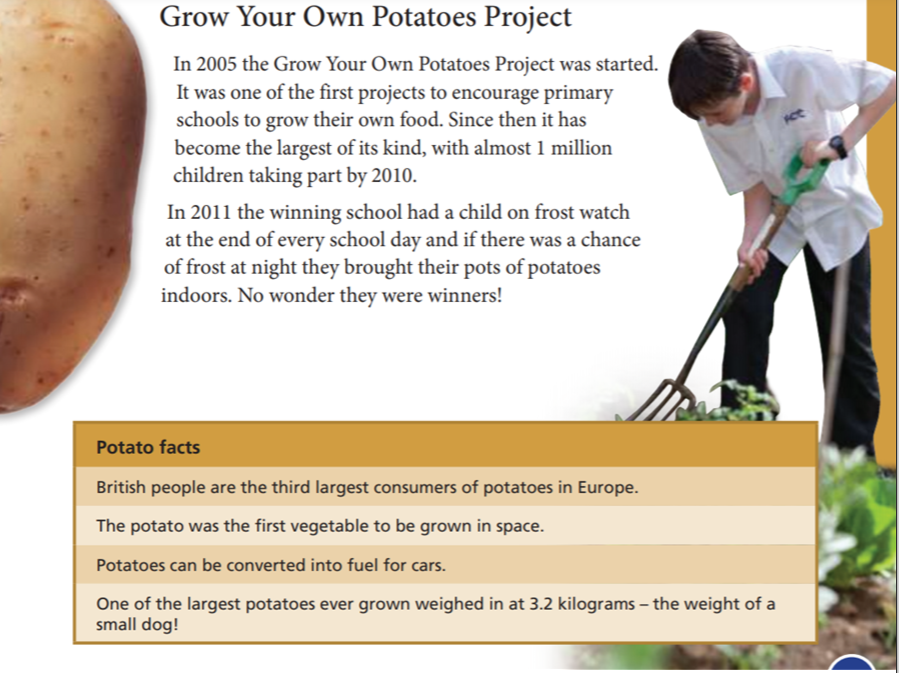 Grow Your Own Potatoes Project
In 2005 the Grow Your Own Potatoes Project was started.
It was one of the first projects to encourage primary
schools to grow their own food. Since then it has
become the largest of its kind, with almost 1 million
children taking part by 2010.
In 2011 the winning school had a child on frost watch
at the end of every school day and if there was a chance
of frost at night they brought their pots of potatoes
indoors. No wonder they were winners!
Potato facts
British people are the third largest consumers of potatoes in Europe.
The potato was the first vegetable to be grown in space.
Potatoes can be converted into fuel for cars.
One of the largest potatoes ever grown weighed in at 3.2 kilograms – the weight of a
small dog!